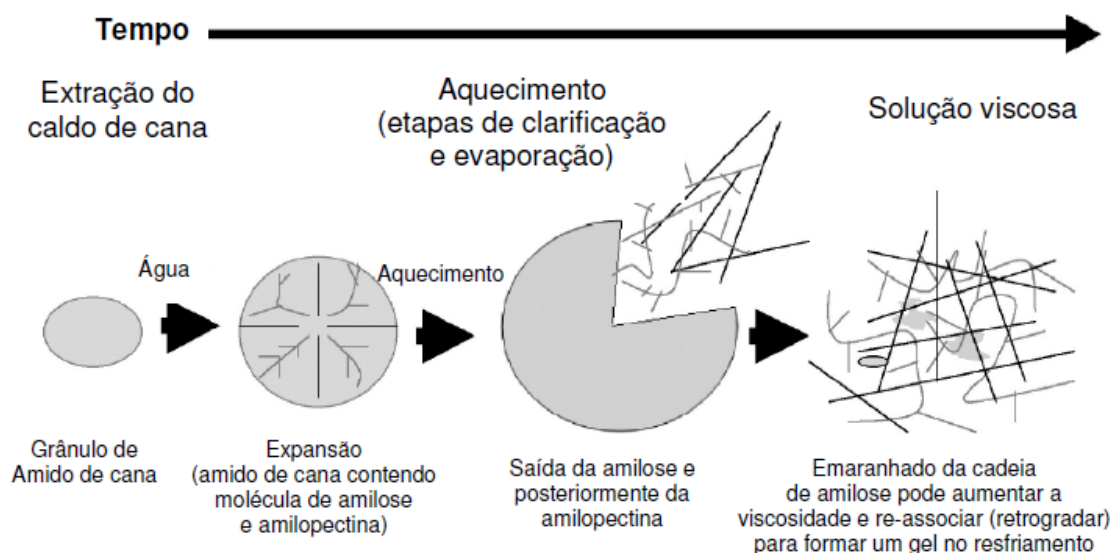 Tempo
Extração do
caldo de cana
Aquecimento
(etapas de clarificação
e evaporação)
Solução viscosa
Água
Aquecimento
Grânulo de
Amido de cana
Expansão
(amido de cana contendo
molécula de amilose
e amilopectina)
Saída da amilose e
posteriormente da
amilopectina
Emaranhado da cadeia
de amilose pode aumentar a
viscosidade e re-associar (retrogradar)
para formar um gel no resfriamento